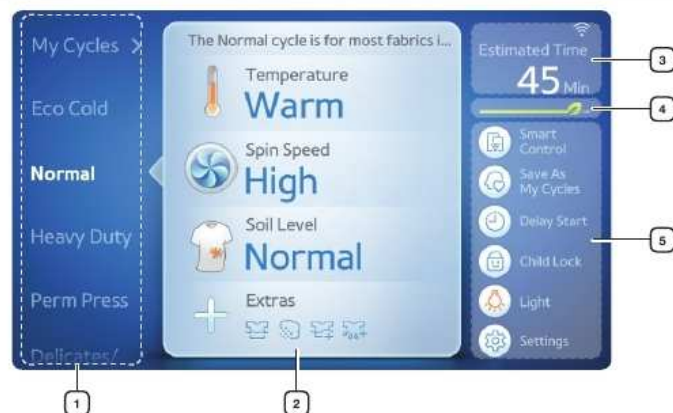 My Cycles
Eco Cold
Normal
Heavy Duty
Perm Press
Delicates/
The Normal cycle is for most fabrics i...
Temperature
Warm
Spin Speed
High
Soil Level
Normal
Extras
Estimated Time
45 Min
Smart
Control
Save As
My Cycles
Delay Start
Child Lock
Light
Settings
1
2
3
4
5